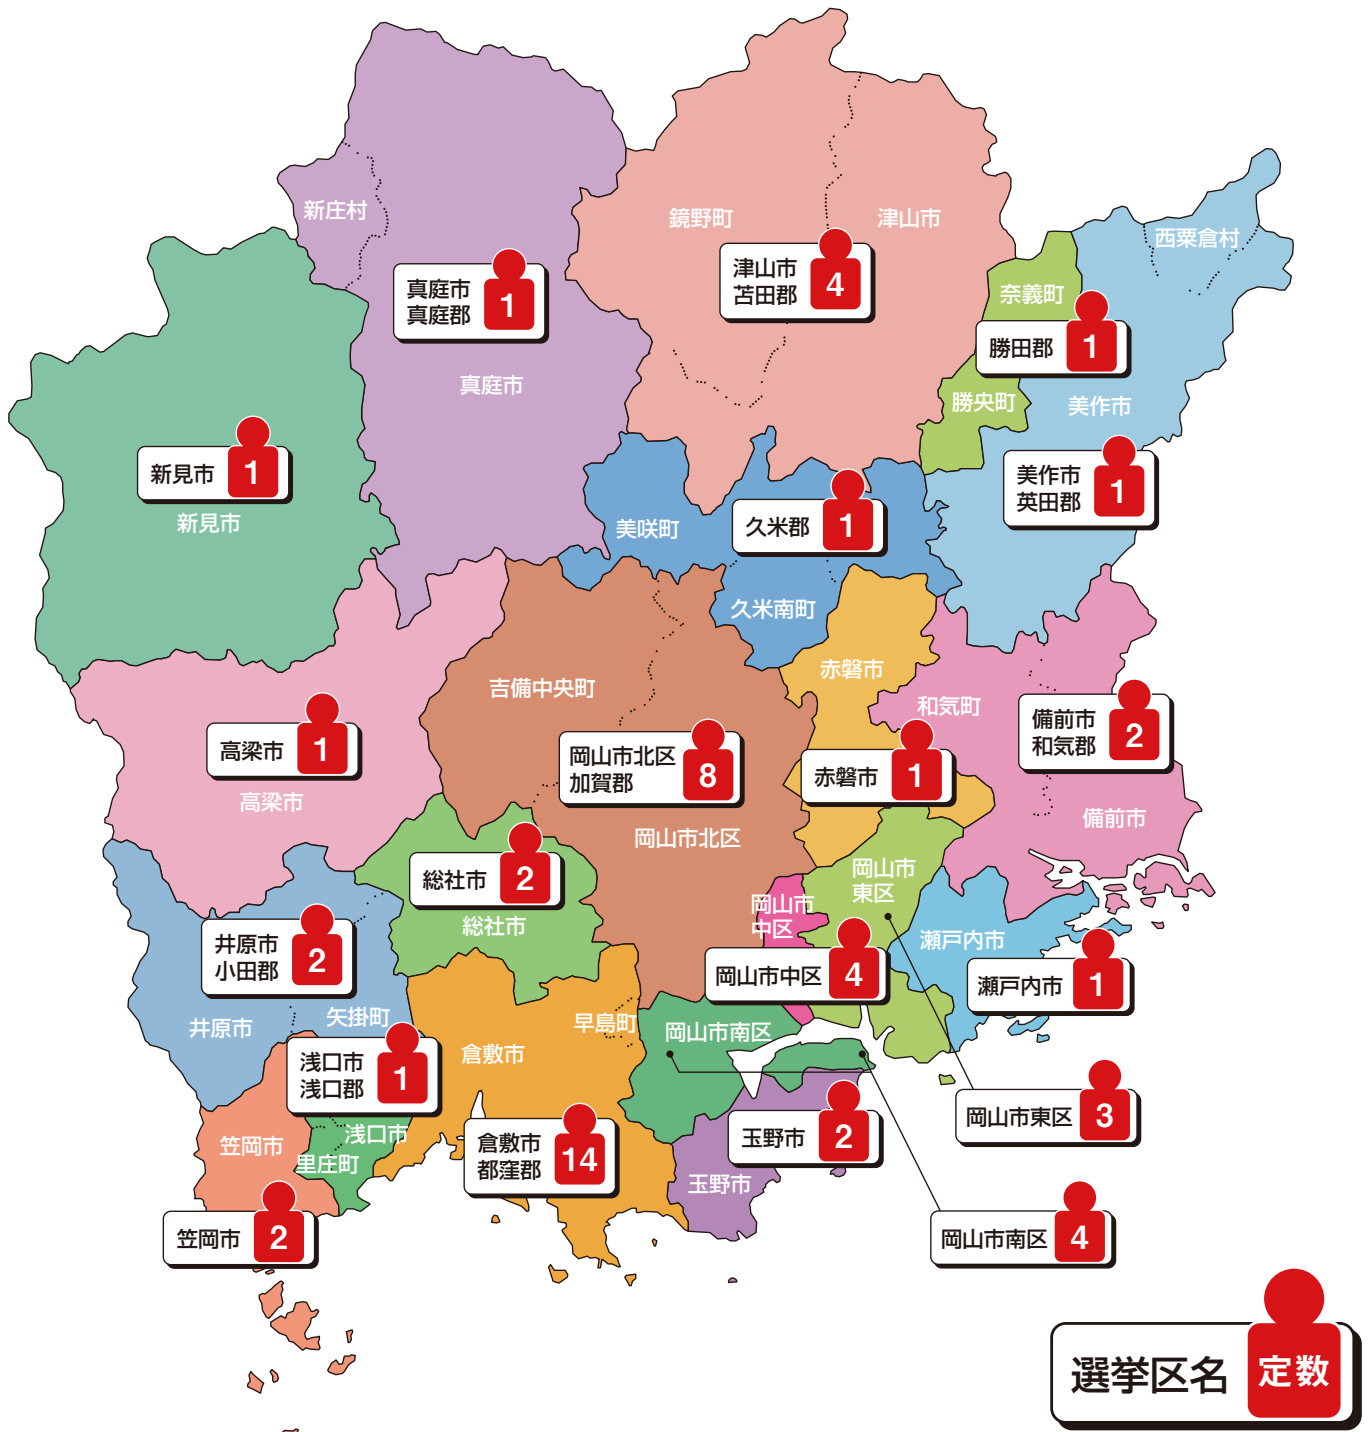 新庄村
鏡野町
津山市
西粟倉村
真庭市
真庭郡
1
津山市
苫田郡
4
奈義町
勝田郡
1
真庭市
勝央町
美作市
新見市
1
新見市
美作市
英田郡
1
美咲町
久米郡
1
久米南町
赤磐市
吉備中央町
和気町
備前市
和気郡
2
高梁市
1
高梁市
岡山市北区
加賀郡
8
赤磐市
1
備前市
岡山市北区
総社市
2
総社市
岡山市
東区
岡山市
中区
瀬戸内市
井原市
小田郡
2
岡山市中区
4
瀬戸内市
1
井原市
矢掛町
早島町
岡山市南区
倉敷市
浅口市
浅口郡
1
岡山市東区
3
笠岡市
浅口市
里庄町
倉敷市
都窪郡
14
玉野市
2
玉野市
笠岡市
2
岡山市南区
4
選挙区名
定数